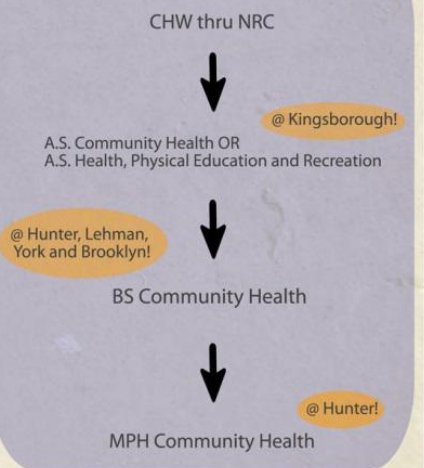 CHW thru NRC
@ Kingsborough!
A.S. Community Health OR
A.S. Health, Physical Education and Recreation
@ Hunter, Lehman,
York and Brooklyn!
BS Community Health
@ Hunter!
MPH Community Health